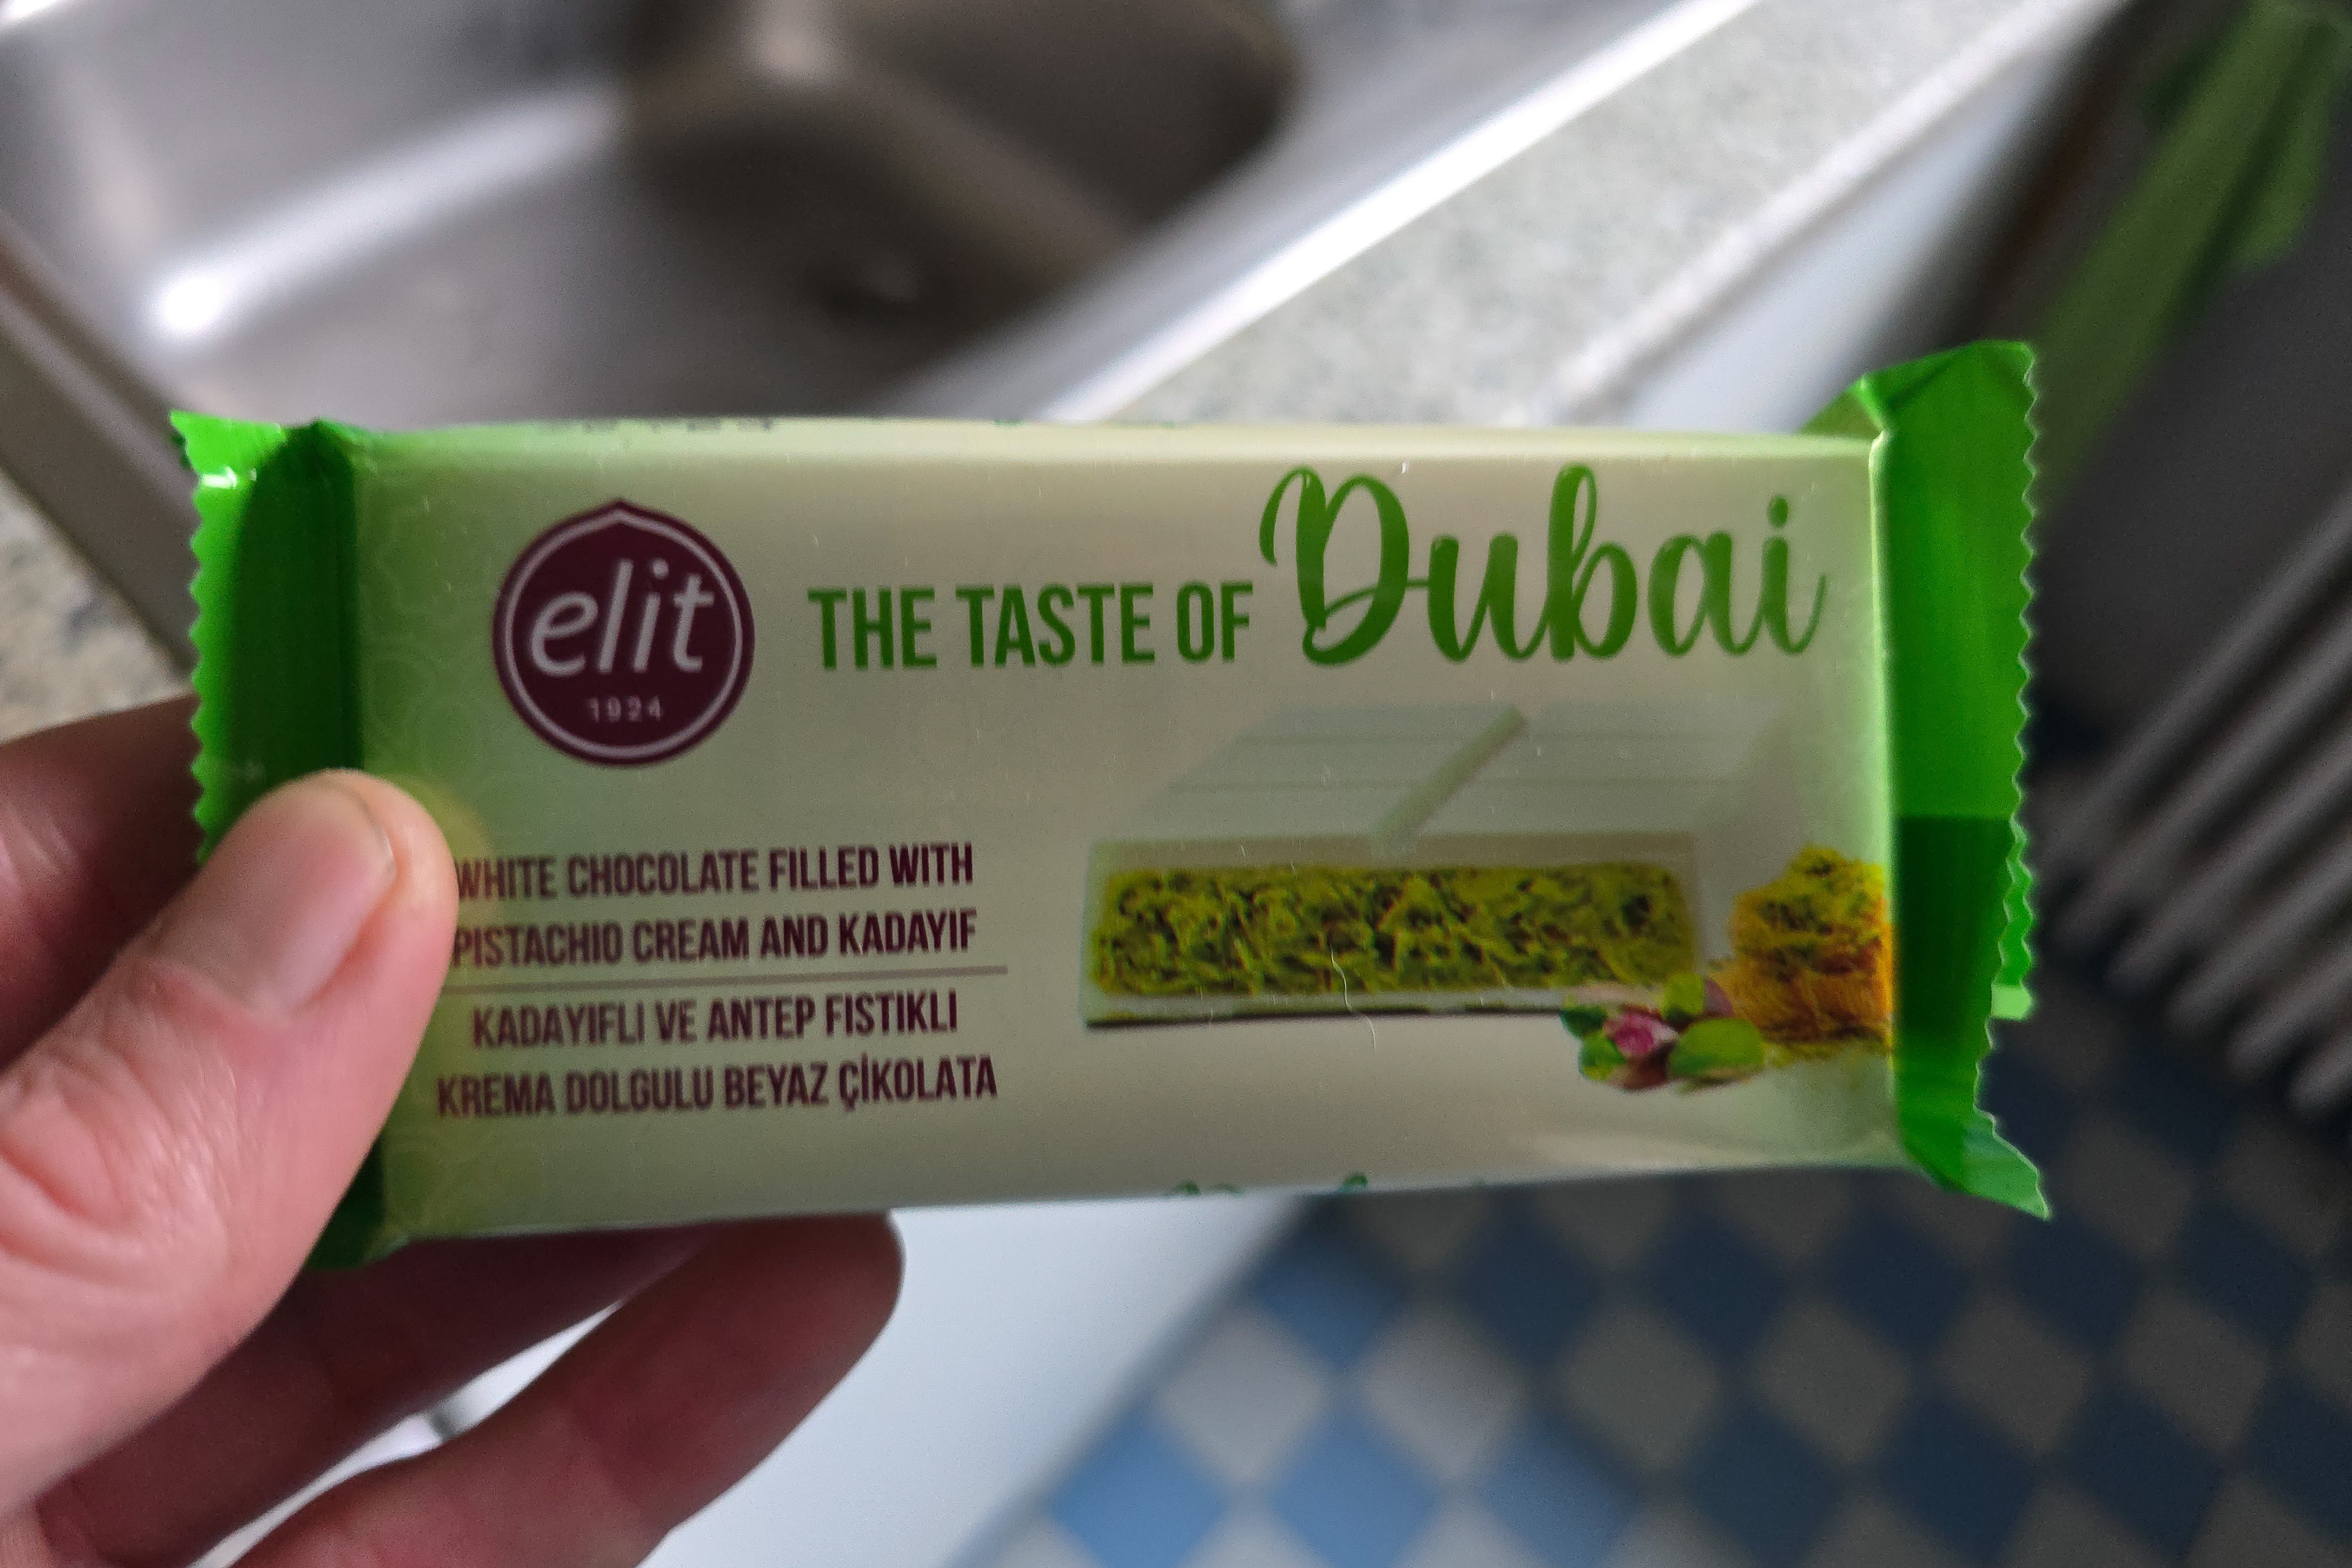 elit
1924
THE TASTE OF Dubai
WHITE CHOCOLATE FILLED WITH
PISTACHIO CREAM AND KADAYIF
KADAYIFLI VE ANTEP FISTIKLI
KREMA DOLGULU BEYAZ ÇİKOLATA